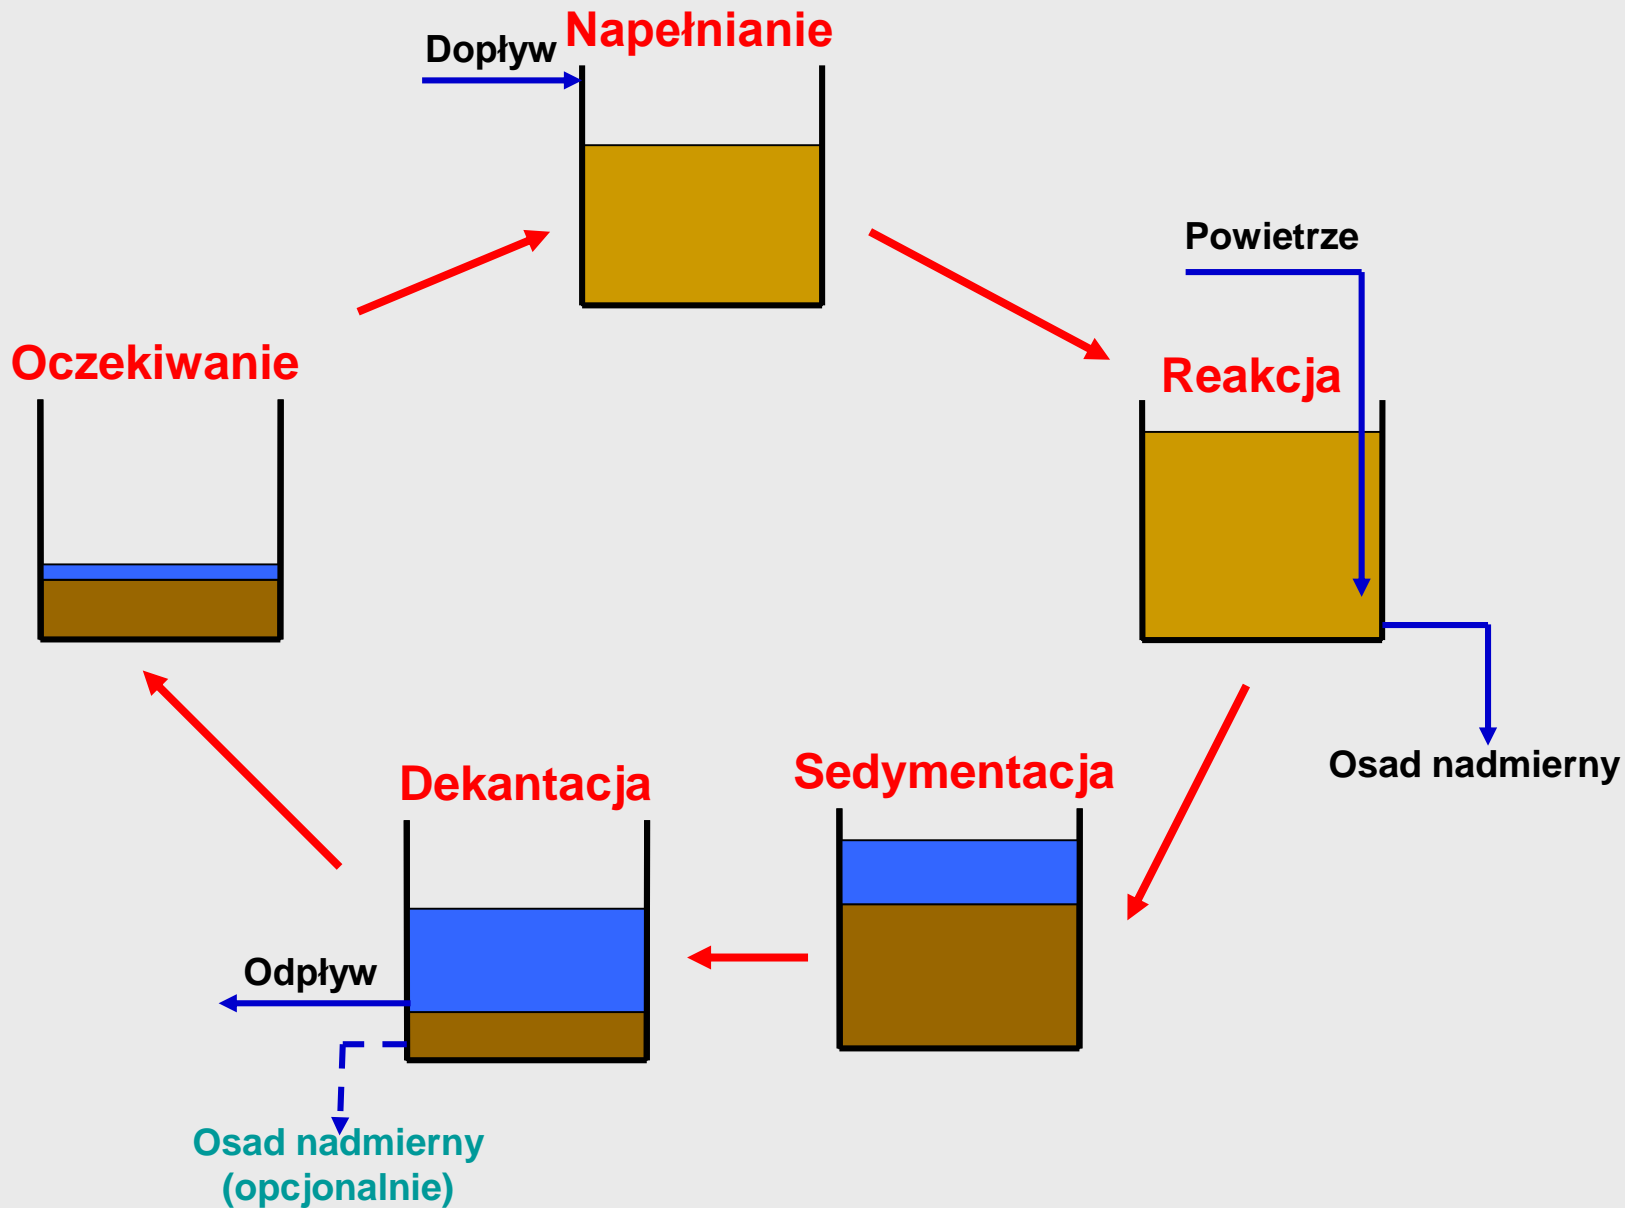 Napełnianie
Dopływ
Powietrze
Oczekiwanie
Reakcja
Osad nadmierny
Sedymentacja
Dekantacja
Odpływ
Osad nadmierny
(opcjonalnie)